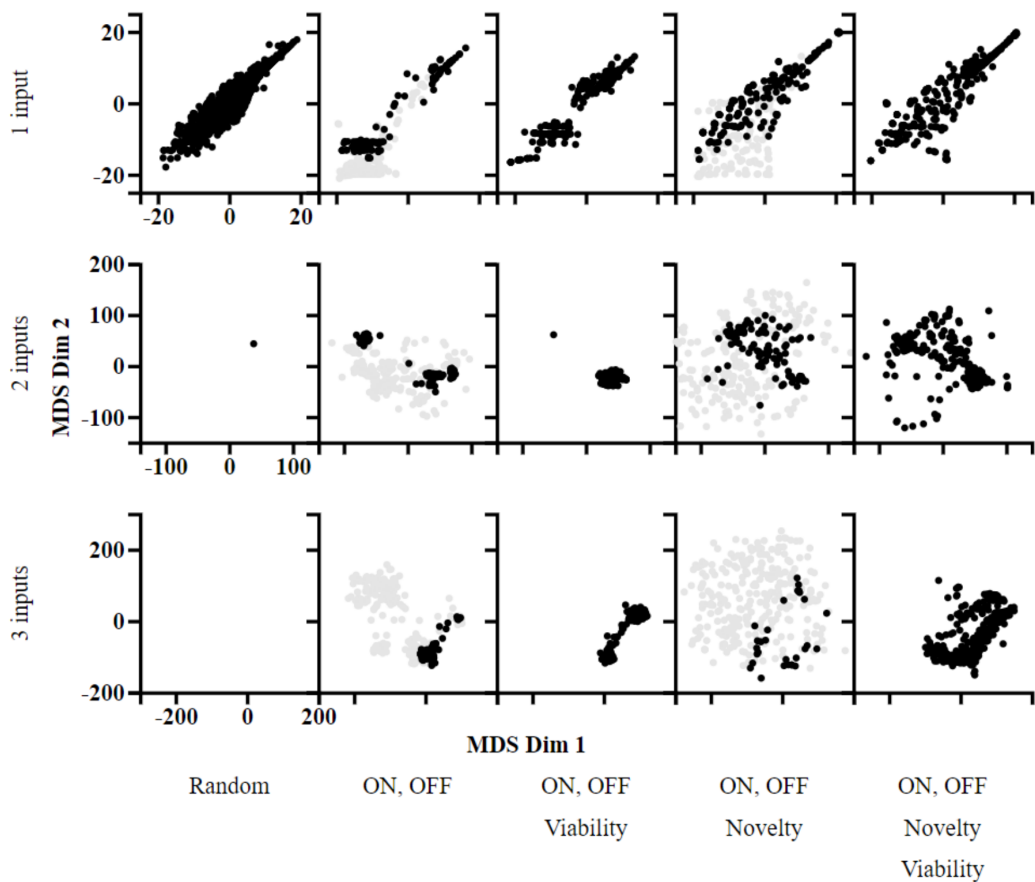 1 input
20
0
-20
-20 0 20
2 inputs
MDS Dim 2
200
100
0
-100
-100 0 100
3 inputs
200
0
-200
-200 0 200
MDS Dim 1
Random ON, OFF ON, OFF ON, OFF ON, OFF
Viability Novelty Novelty
Viability